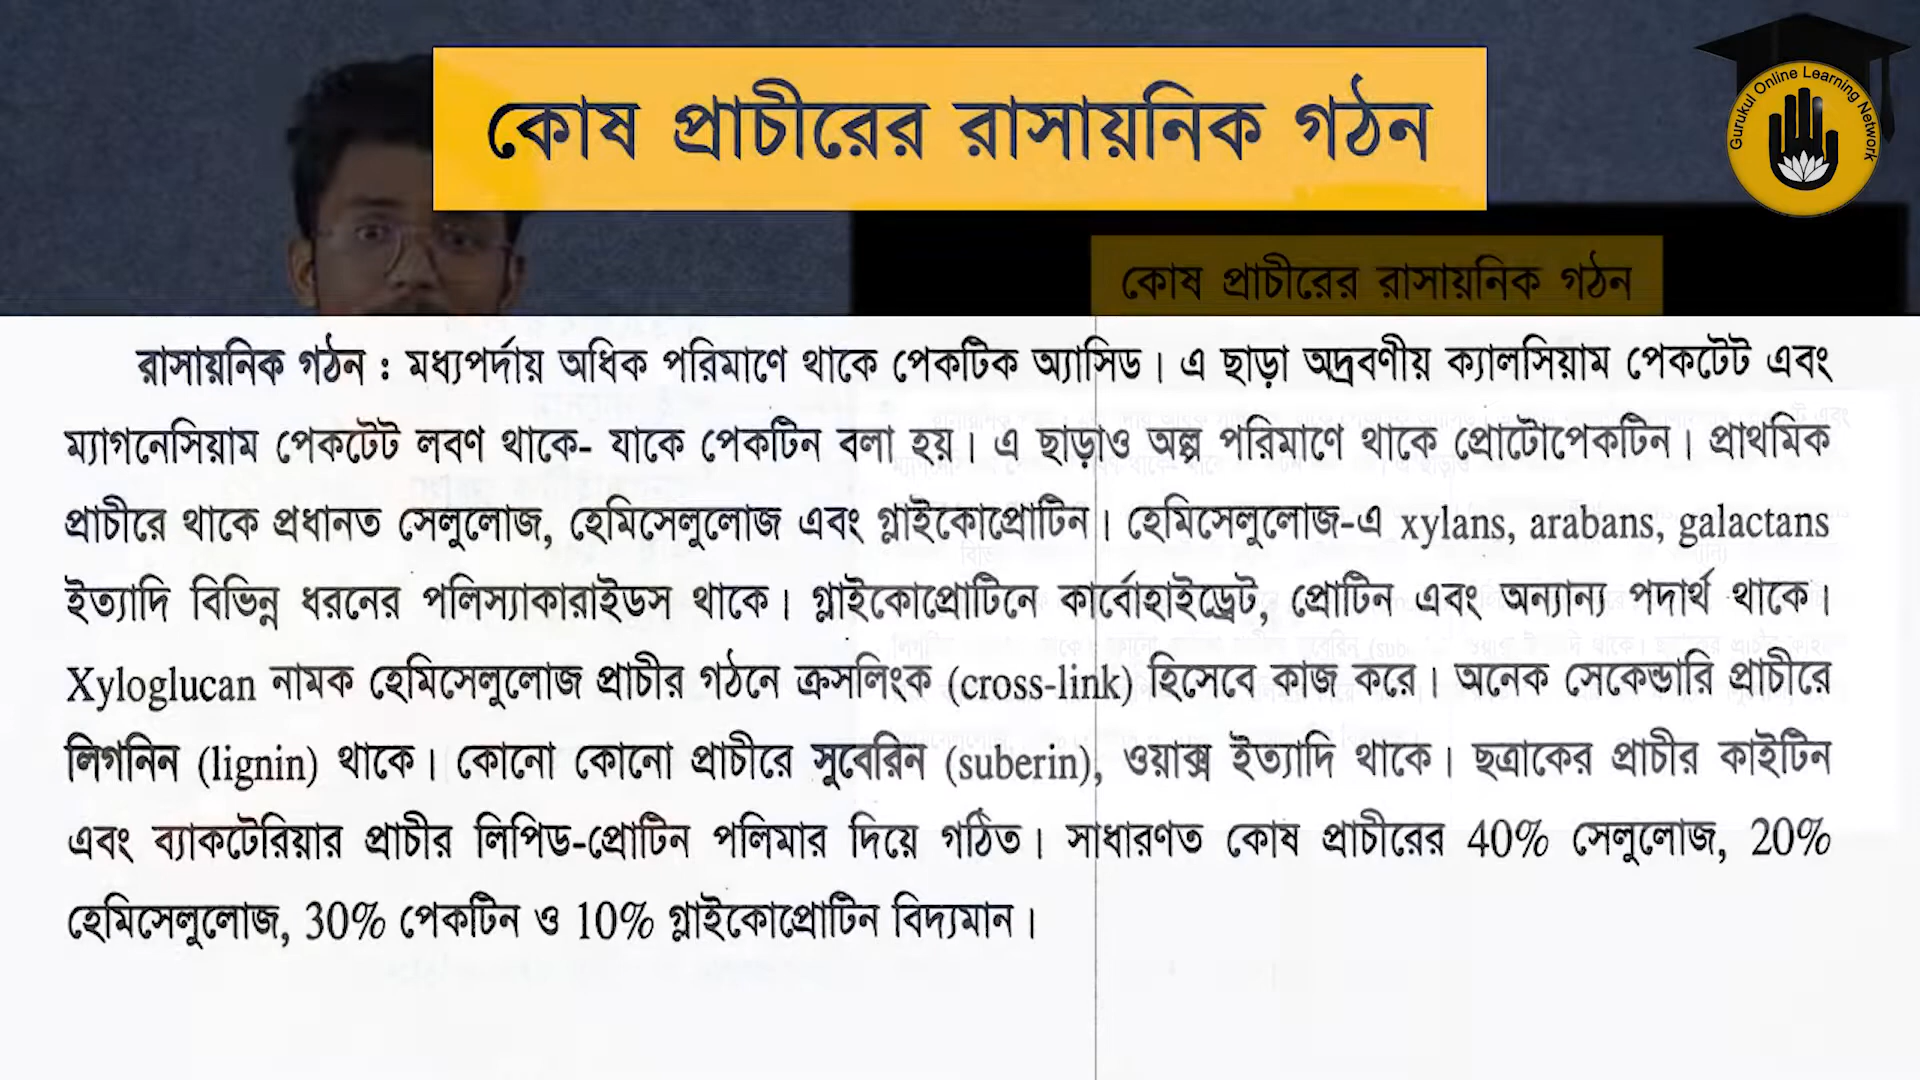 কোষ প্রাচীরের রাসায়নিক গঠন
Gurukul Online Learning Network
কোষ প্রাচীরের রাসায়নিক গঠন
রাসায়নিক গঠন : মধ্যপর্দায় অধিক পরিমাণে থাকে পেকটিক অ্যাসিড। এ ছাড়া অদ্রবণীয় ক্যালসিয়াম পেকটেট এবং
ম্যাগনেসিয়াম পেকটেট লবণ থাকে- যাকে পেকটিন বলা হয়। এ ছাড়াও অল্প পরিমাণে থাকে প্রোটোপেকটিন। প্রাথমিক
প্রাচীরে থাকে প্রধানত সেলুলোজ, হেমিসেলুলোজ এবং গ্লাইকোপ্রোটিন। হেমিসেলুলোজ-এ xylans, arabans, galactans
ইত্যাদি বিভিন্ন ধরনের পলিস্যাকারাইডস থাকে। গ্লাইকোপ্রোটিনে কার্বোহাইড্রেট, প্রোটিন এবং অন্যান্য পদার্থ থাকে।
Xyloglucan নামক হেমিসেলুলোজ প্রাচীর গঠনে ক্রসলিংক (cross-link) হিসেবে কাজ করে। অনেক সেকেন্ডারি প্রাচীরে
লিগনিন (lignin) থাকে। কোনো কোনো প্রাচীরে সুবেরিন (suberin), ওয়াক্স ইত্যাদি থাকে। ছত্রাকের প্রাচীর কাইটিন
এবং ব্যাকটেরিয়ার প্রাচীর লিপিড-প্রোটিন পলিমার দিয়ে গঠিত। সাধারণত কোষ প্রাচীরের 40% সেলুলোজ, 20%
হেমিসেলুলোজ, 30% পেকটিন ও 10% গ্লাইকোপ্রোটিন বিদ্যমান।